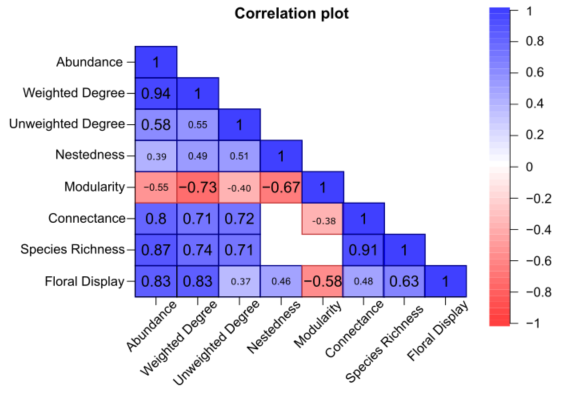 Correlation plot
Abundance 1
Weighted Degree 0.94 1
Unweighted Degree 0.58 0.55 1
Nestedness 0.39 0.49 0.51 1
Modularity −0.55 −0.73 −0.40 −0.67 1
Connectance 0.8 0.71 0.72 −0.38 1
Species Richness 0.87 0.74 0.71 0.91 1
Floral Display 0.83 0.83 0.37 0.46 −0.58 0.48 0.63 1
Abundance
Weighted Degree
Unweighted Degree
Nestedness
Modularity
Connectance
Species Richness
Floral Display
1
0.8
0.6
0.4
0.2
0
−0.2
−0.4
−0.6
−0.8
−1